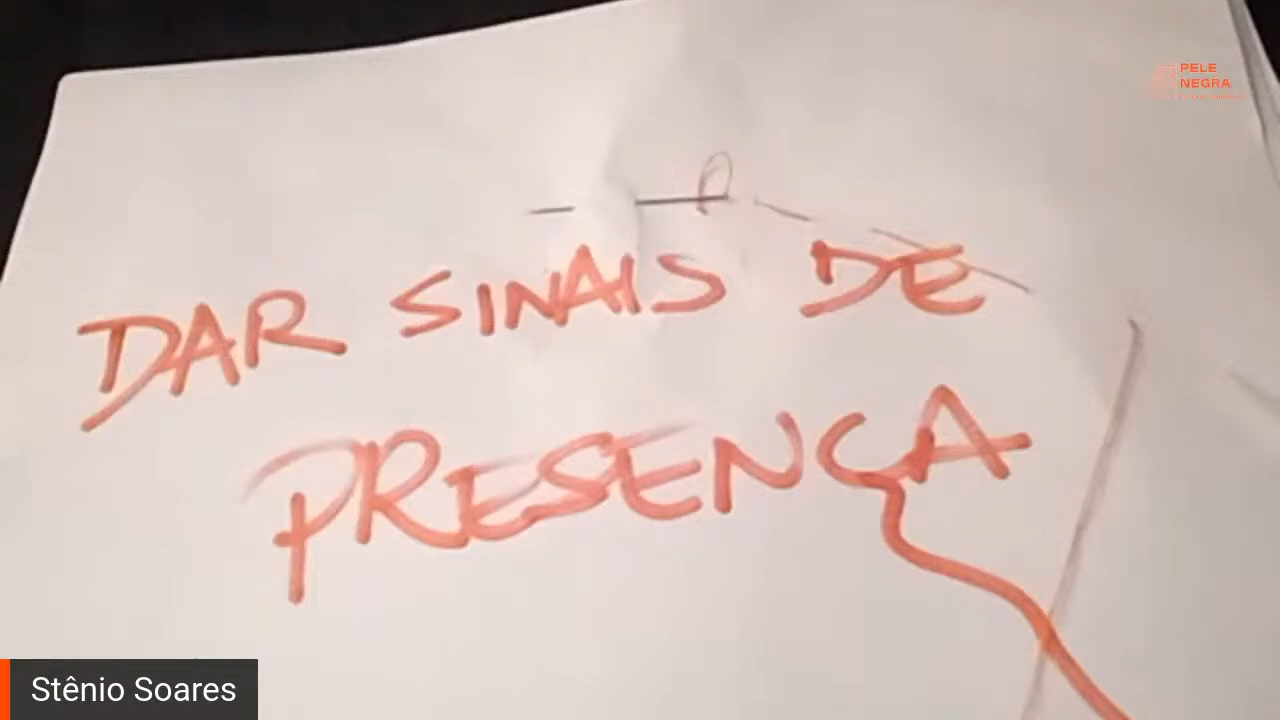 PELE
NEGRA
DAR SINAIS DE
PRESENÇA
Stênio Soares